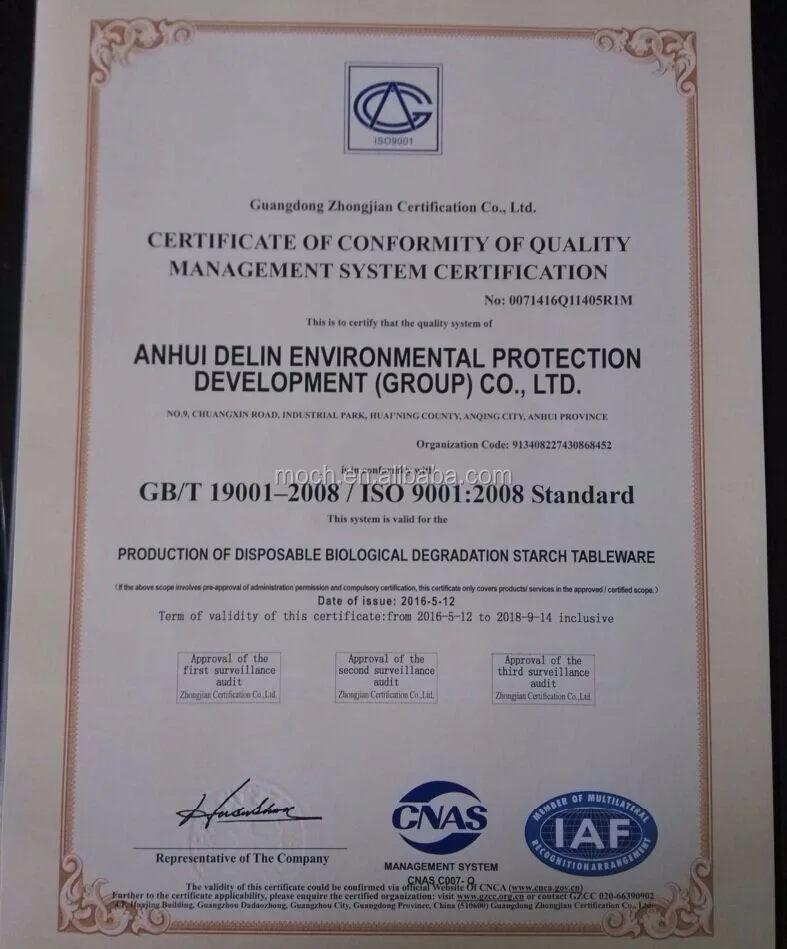 ISO9001
Guangdong Zhongjian Certification Co., Ltd.
CERTIFICATE OF CONFORMITY OF QUALITY
MANAGEMENT SYSTEM CERTIFICATION
No: 0071416Q11405R1M
This is to certify that the quality system of
ANHUI DELIN ENVIRONMENTAL PROTECTION
DEVELOPMENT (GROUP) CO., LTD.
NO.9, CHUANGXIN ROAD, INDUSTRIAL PARK, HUAI'NING COUNTY, ANQING CITY, ANHUI PROVINCE
Organization Code: 913408227430868452
is in conformity with
moch.en.alibaba.com
GB/T 19001–2008 / ISO 9001:2008 Standard
This system is valid for the
PRODUCTION OF DISPOSABLE BIOLOGICAL DEGRADATION STARCH TABLEWARE
(If the above scope involves pre-approval of administration permission and compulsory certification, this certificate only covers products/ services in the approved / certified scope.)
Date of issue: 2016-5-12
Term of validity of this certificate:from 2016-5-12 to 2018-9-14 inclusive
Approval of the
first surveillance
audit
Zhongjian Certification Co.,Ltd.
Approval of the
second surveillance
audit
Zhongjian Certification Co.,Ltd.
Approval of the
third surveillance
audit
Zhongjian Certification Co.,Ltd.
Representative of The Company
CNAS
MANAGEMENT SYSTEM
CNAS C007- Q
MEMBER OF MULTILATERAL
IAF
RECOGNITION ARRANGEMENT
The validity of this certificate could be confirmed via official Website Of CNCA (www.cnca.gov.cn)
Further to the certificate applicability, please enquire the certified organization: visit www.gzcc.org.cn or contact GZCC 020-66390902
Huajing Building, Guangzhou Dadaozhong, Guangzhou City, Guangdong Province, China (510600) Guangdong Zhongjian Certification Co., Ltd.